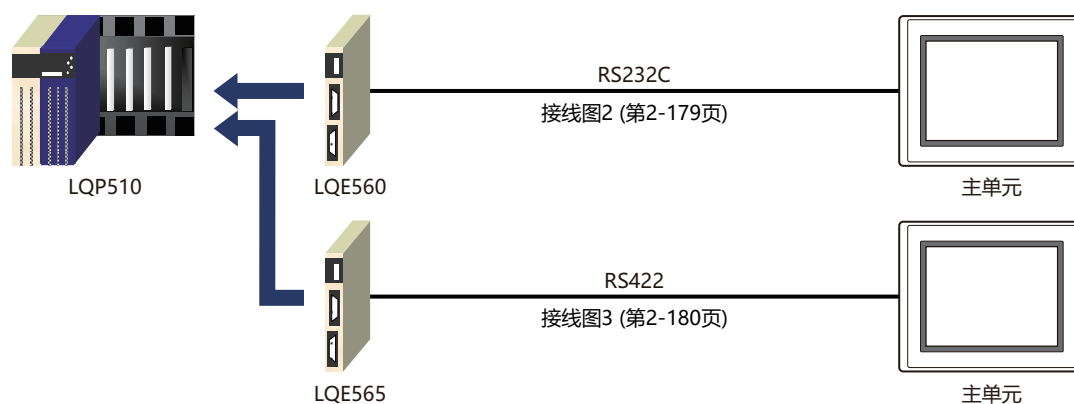 RS232C
接线图2 (第2-179页)
LQP510
LQE560
主单元
RS422
接线图3 (第2-180页)
LQE565
主单元